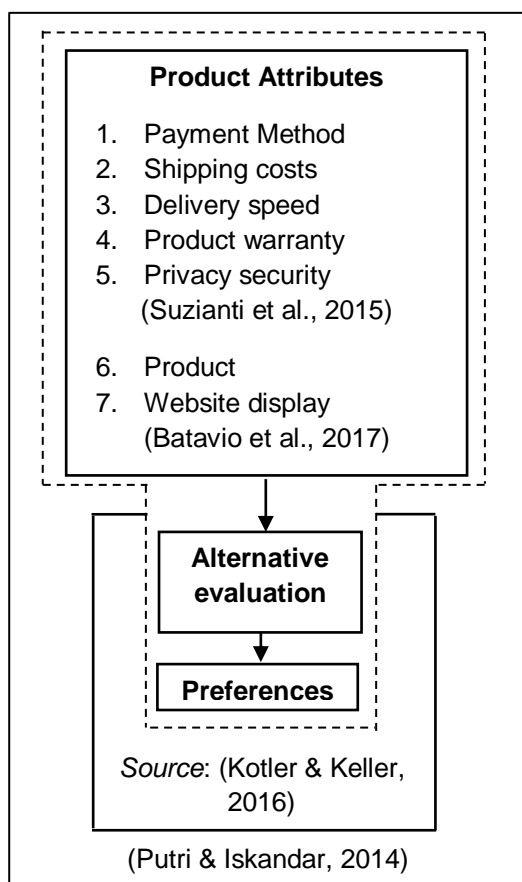 Product Attributes
1. Payment Method
2. Shipping costs
3. Delivery speed
4. Product warranty
5. Privacy security
(Suzianti et al., 2015)
6. Product
7. Website display
(Batavio et al., 2017)
Alternative
evaluation
Preferences
Source: (Kotler & Keller,
2016)
(Putri & Iskandar, 2014)